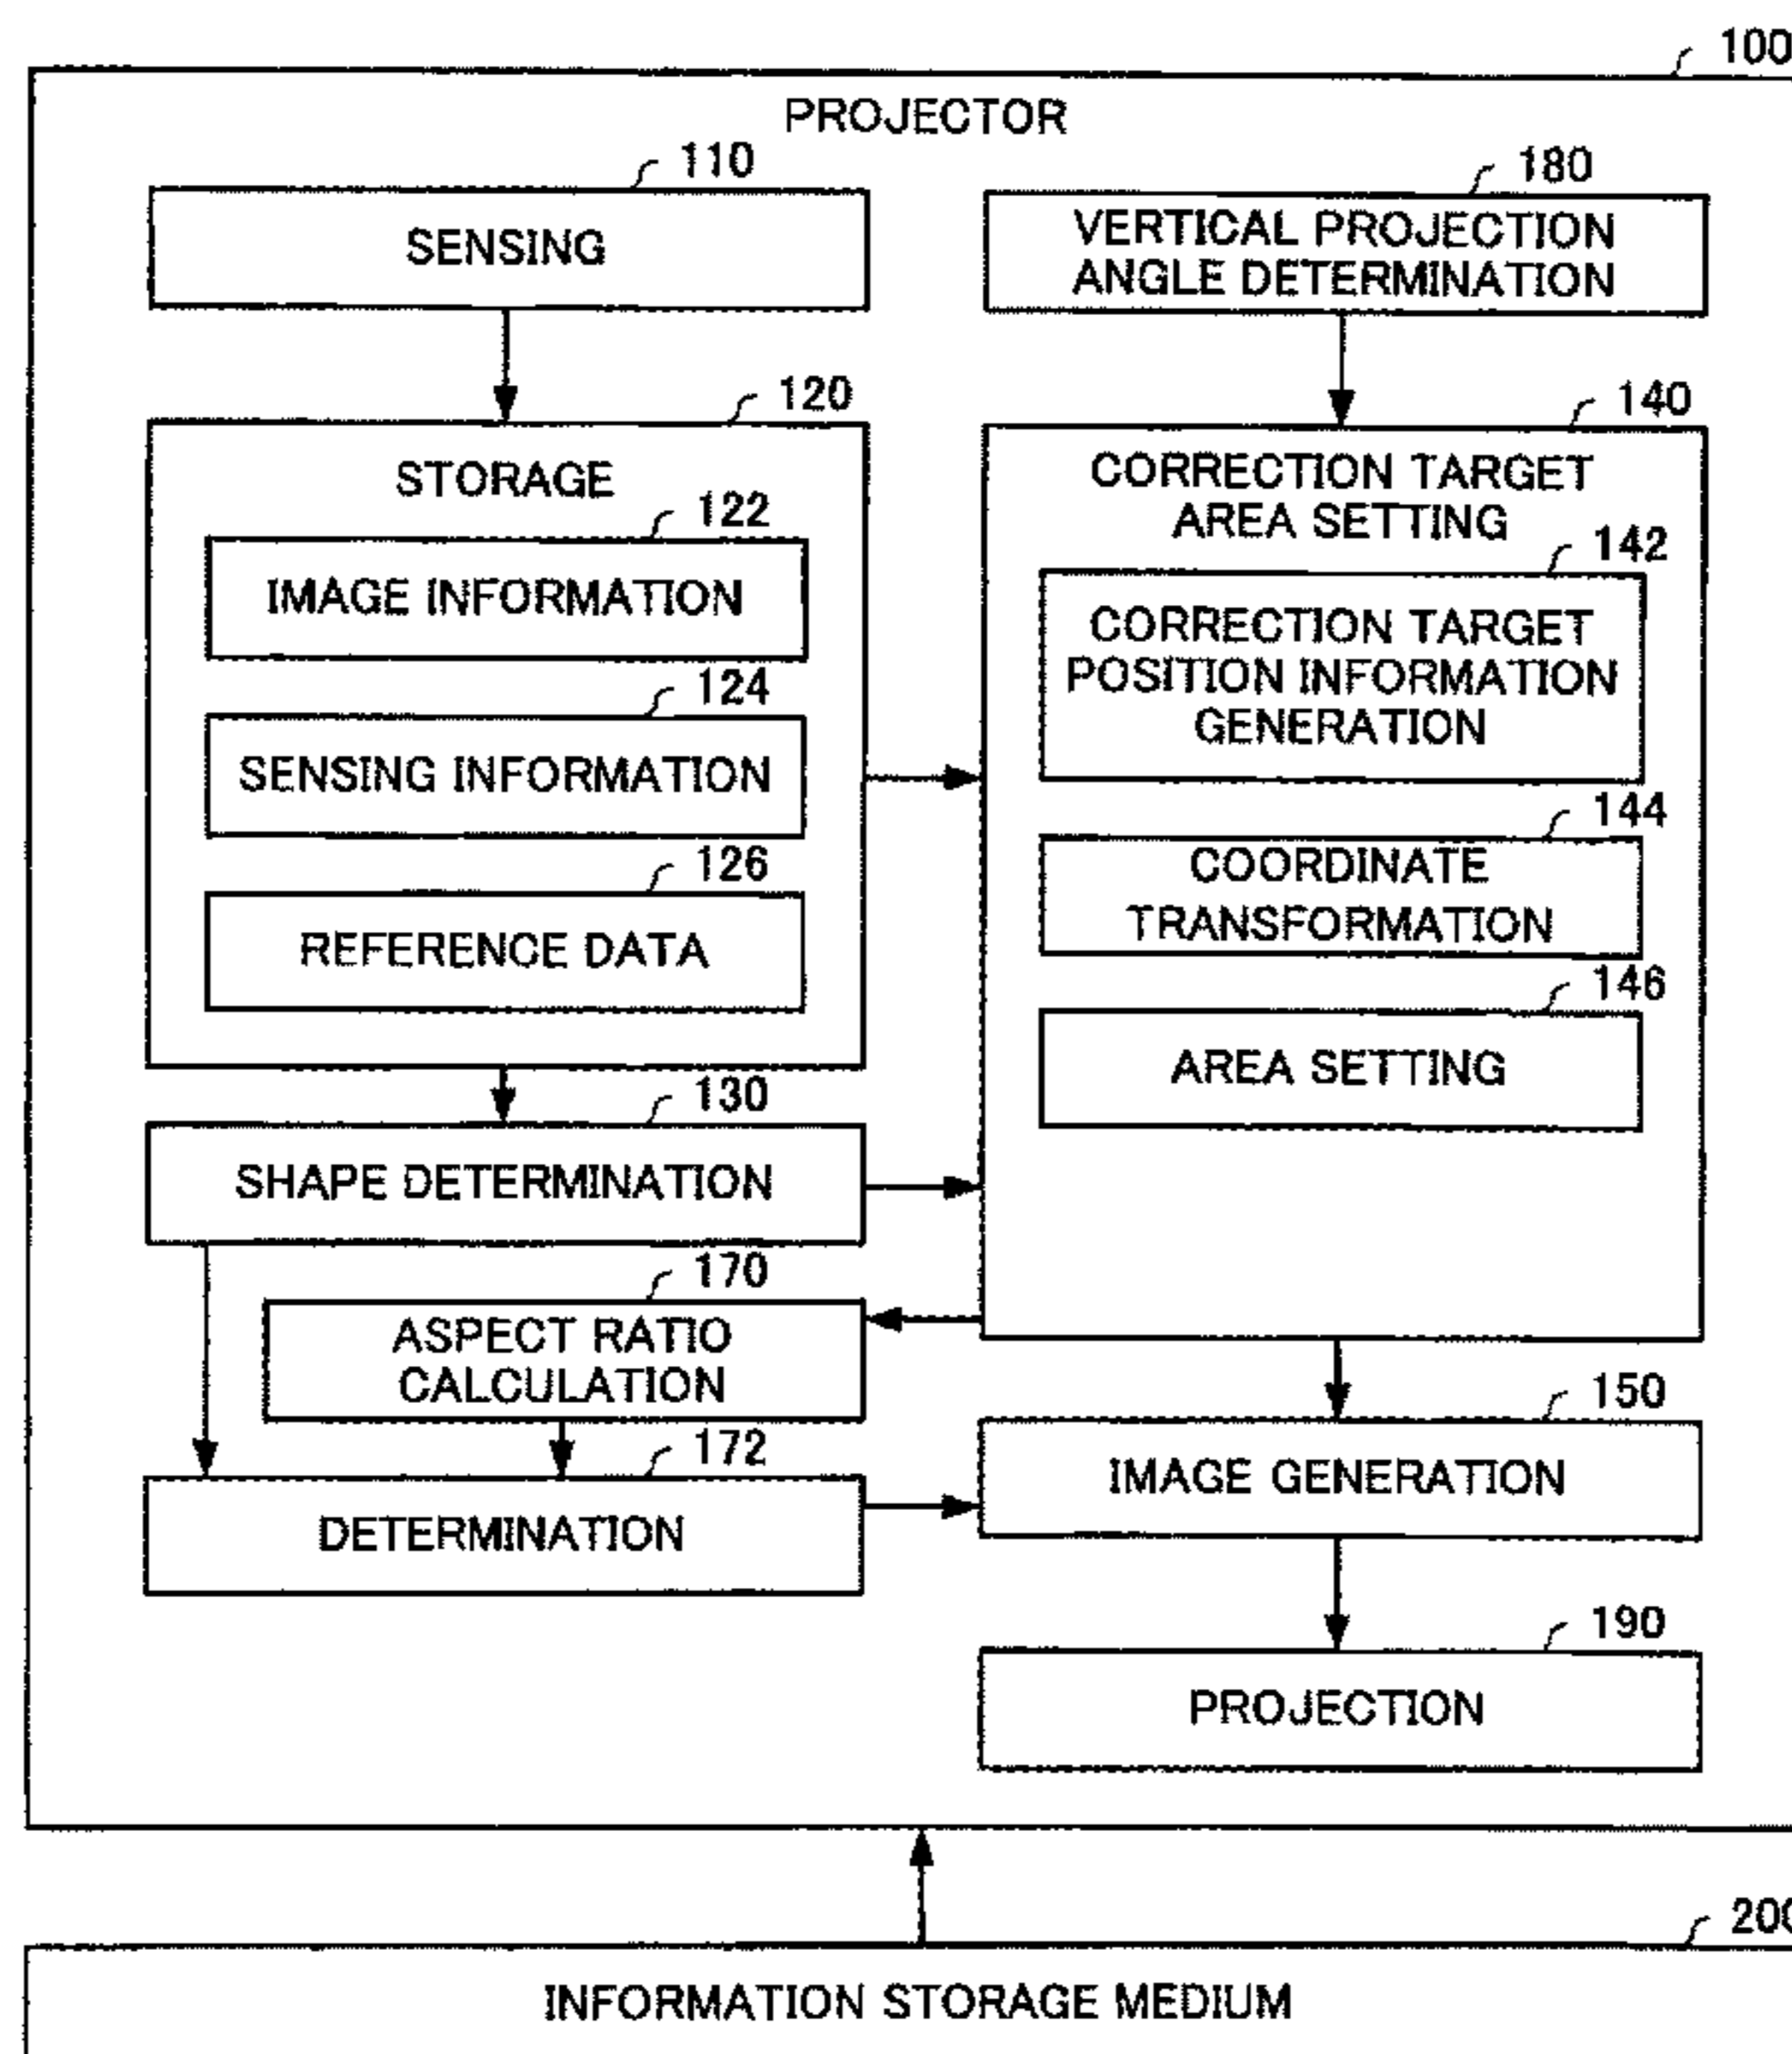 100
PROJECTOR
110
SENSING
180
VERTICAL PROJECTION
ANGLE DETERMINATION
120
STORAGE
122
IMAGE INFORMATION
124
SENSING INFORMATION
126
REFERENCE DATA
140
CORRECTION TARGET
AREA SETTING
142
CORRECTION TARGET
POSITION INFORMATION
GENERATION
144
COORDINATE
TRANSFORMATION
146
AREA SETTING
130
SHAPE DETERMINATION
170
ASPECT RATIO
CALCULATION
172
DETERMINATION
150
IMAGE GENERATION
190
PROJECTION
200
INFORMATION STORAGE MEDIUM